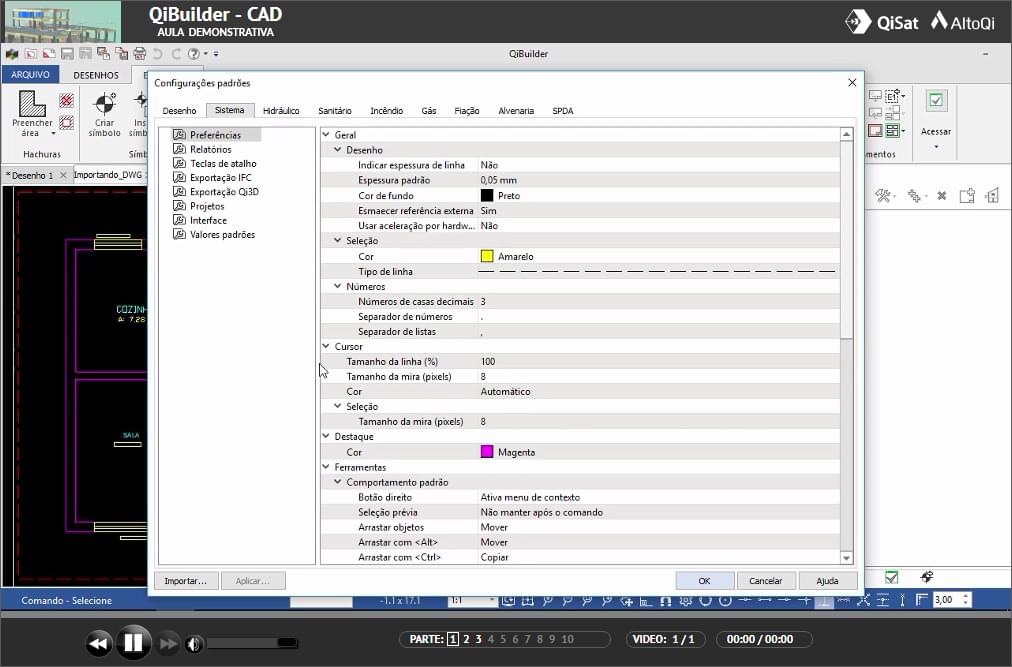 QiBuilder - CAD
AULA DEMONSTRATIVA
QiSat AltoQi
QiBuilder
ARQUIVO DESENHOS
Preencher área
Hachuras
Criar símbolo
Acessar
*Desenho 1
Importando_DWG
Configurações padrões
Desenho Sistema Hidráulico Sanitário Incêndio Gás Fiação Alvenaria SPDA
Preferências
Relatórios
Teclas de atalho
Exportação IFC
Exportação Qi3D
Projetos
Interface
Valores padrões
Geral
Desenho
Indicar espessura de linha Não
Espessura padrão 0,05 mm
Cor de fundo Preto
Esmaecer referência externa Sim
Usar aceleração por hardw... Não
Seleção
Cor Amarelo
Tipo de linha
Números
Números de casas decimais 3
Separador de números .
Separador de listas ,
Cursor
Tamanho da linha (%) 100
Tamanho da mira (pixels) 8
Cor Automático
Seleção
Tamanho da mira (pixels) 8
Destaque
Cor Magenta
Ferramentas
Comportamento padrão
Botão direito Ativa menu de contexto
Seleção prévia Não manter após o comando
Arrastar objetos Mover
Arrastar com <Alt> Mover
Arrastar com <Ctrl> Copiar
COZINH
A: 7.28
SALA
Importar... Aplicar... OK Cancelar Ajuda
Comando - Selecione
-1.1 x 17.1
1:1
3,00
PARTE: 1 2 3 4 5 6 7 8 9 10
VIDEO: 1 / 1
00:00 / 00:00